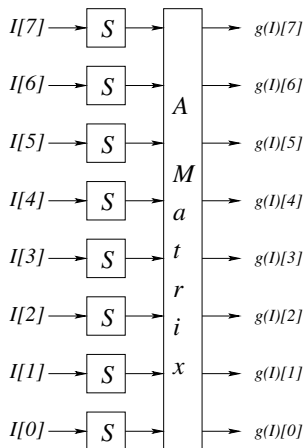 I[7] S g(I)[7]
I[6] S A g(I)[6]
I[5] S M g(I)[5]
I[4] S a g(I)[4]
t
I[3] S r g(I)[3]
I[2] S i g(I)[2]
I[1] S x g(I)[1]
I[0] S g(I)[0]